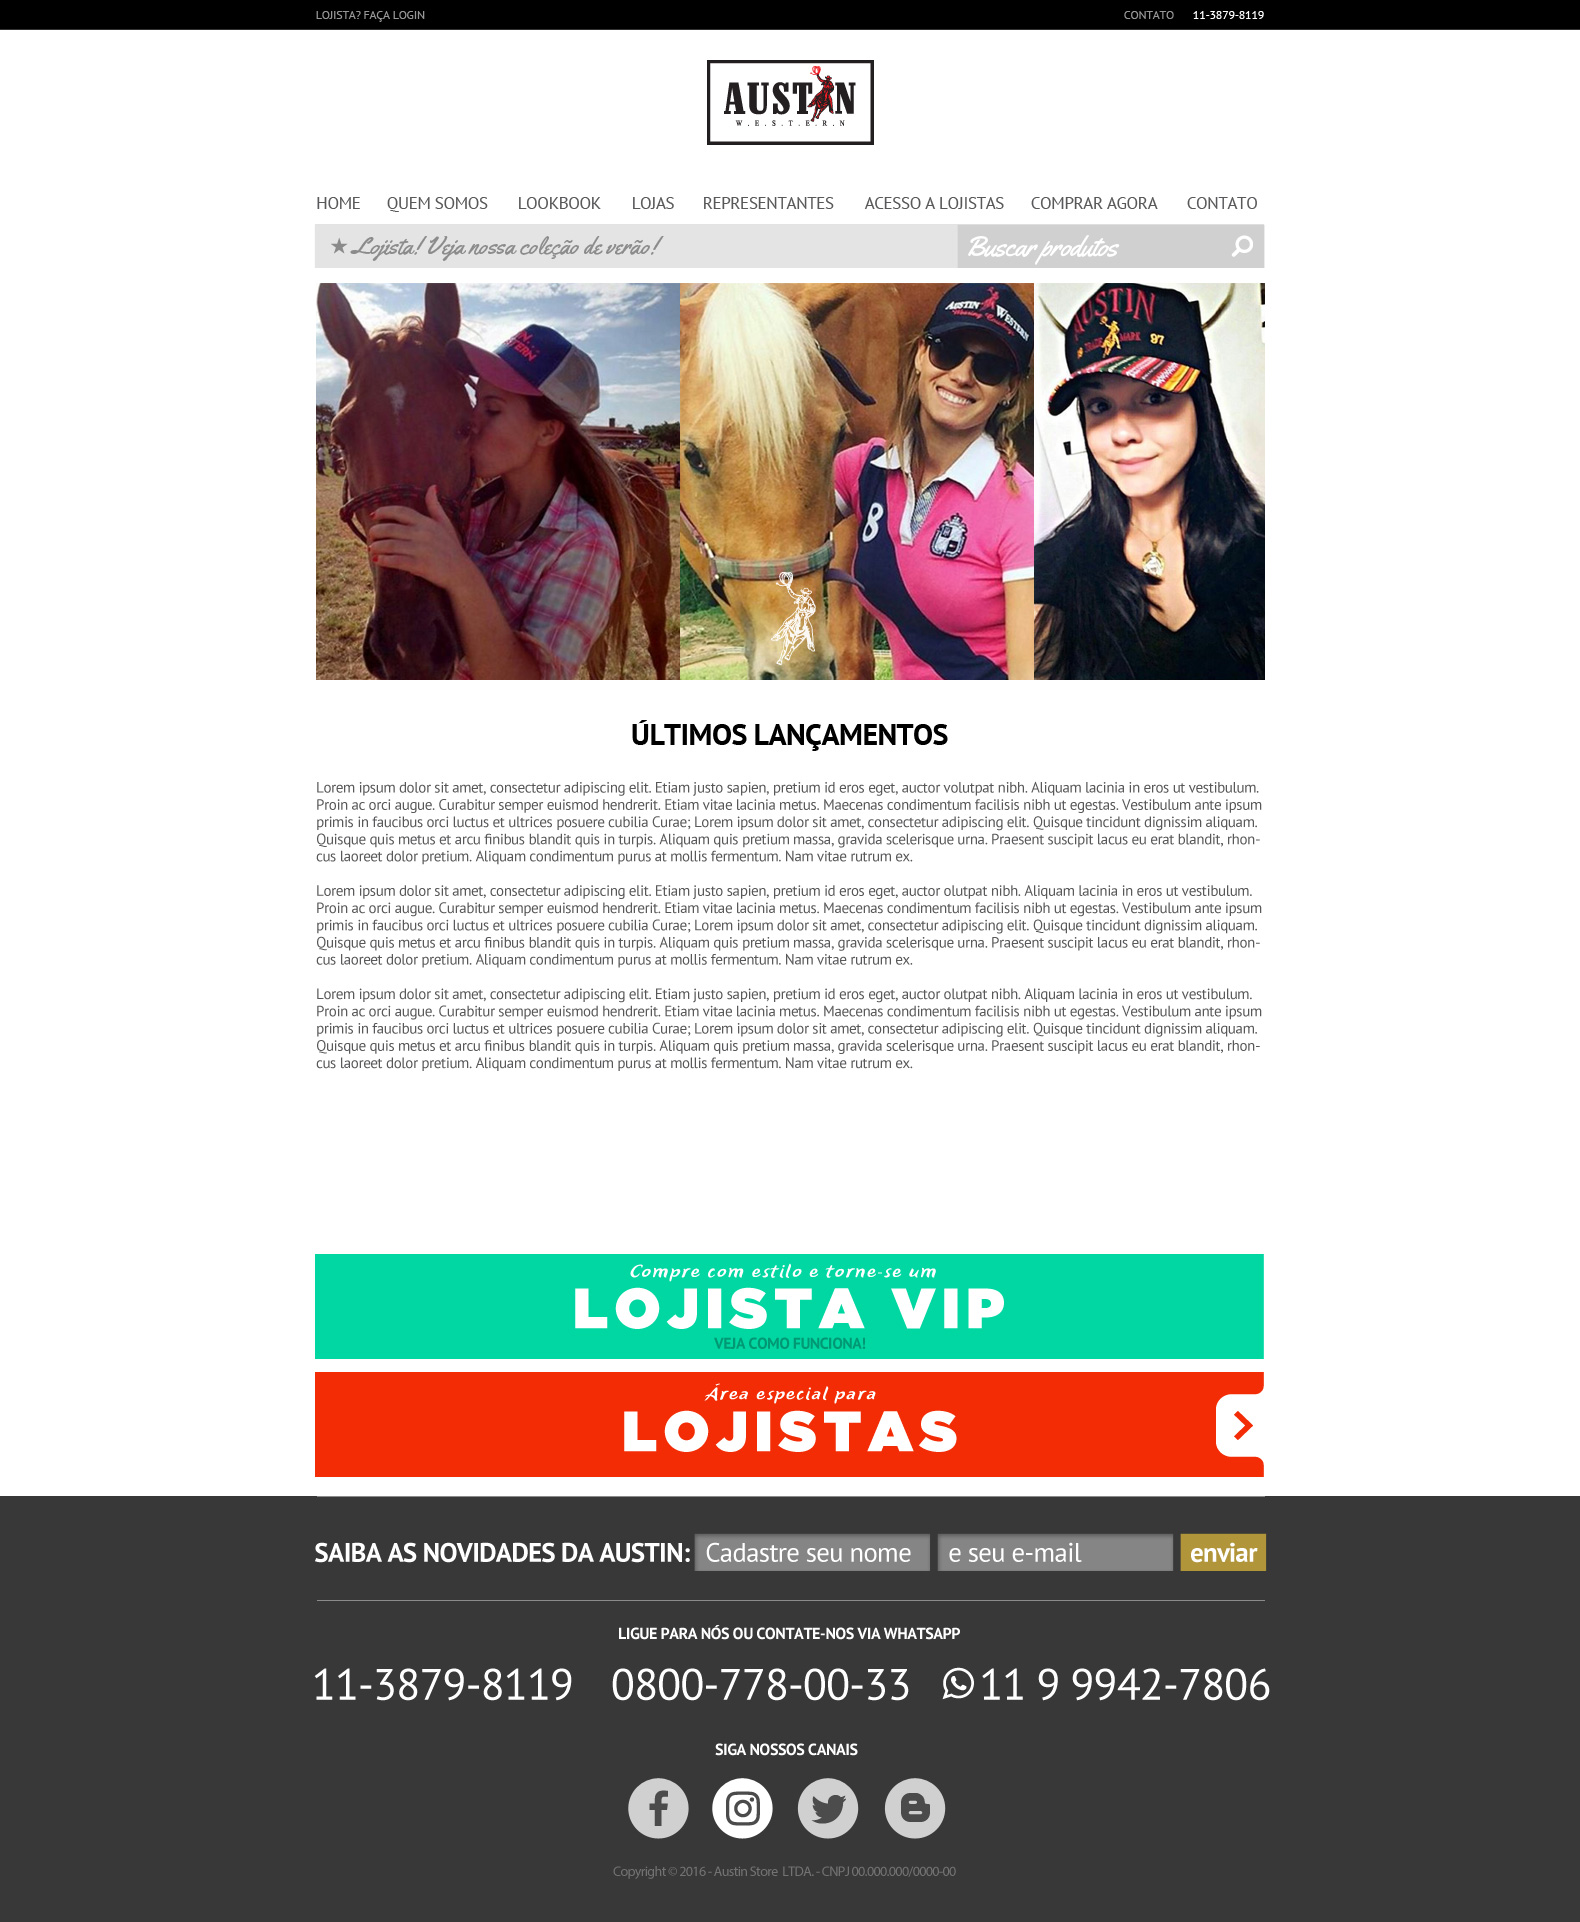 LOJISTA? FAÇA LOGIN CONTATO 11-3879-8119
AUSTIN
W.E.S.T.E.R.N
HOME QUEM SOMOS LOOKBOOK LOJAS REPRESENTANTES ACESSO A LOJISTAS COMPRAR AGORA CONTATO
★ Lojista! Veja nossa coleção de verão! Buscar produtos
AUSTIN WESTERN
AUSTIN
TRADE MARK 97
B
ÚLTIMOS LANÇAMENTOS
Lorem ipsum dolor sit amet, consectetur adipiscing elit. Etiam justo sapien, pretium id eros eget, auctor volutpat nibh. Aliquam lacinia in eros ut vestibulum.
Proin ac orci augue. Curabitur semper euismod hendrerit. Etiam vitae lacinia metus. Maecenas condimentum facilisis nibh ut egestas. Vestibulum ante ipsum
primis in faucibus orci luctus et ultrices posuere cubilia Curae; Lorem ipsum dolor sit amet, consectetur adipiscing elit. Quisque tincidunt dignissim aliquam.
Quisque quis metus et arcu finibus blandit quis in turpis. Aliquam quis pretium massa, gravida scelerisque urna. Praesent suscipit lacus eu erat blandit, rhon-
cus laoreet dolor pretium. Aliquam condimentum purus at mollis fermentum. Nam vitae rutrum ex.
Lorem ipsum dolor sit amet, consectetur adipiscing elit. Etiam justo sapien, pretium id eros eget, auctor olutpat nibh. Aliquam lacinia in eros ut vestibulum.
Proin ac orci augue. Curabitur semper euismod hendrerit. Etiam vitae lacinia metus. Maecenas condimentum facilisis nibh ut egestas. Vestibulum ante ipsum
primis in faucibus orci luctus et ultrices posuere cubilia Curae; Lorem ipsum dolor sit amet, consectetur adipiscing elit. Quisque tincidunt dignissim aliquam.
Quisque quis metus et arcu finibus blandit quis in turpis. Aliquam quis pretium massa, gravida scelerisque urna. Praesent suscipit lacus eu erat blandit, rhon-
cus laoreet dolor pretium. Aliquam condimentum purus at mollis fermentum. Nam vitae rutrum ex.
Lorem ipsum dolor sit amet, consectetur adipiscing elit. Etiam justo sapien, pretium id eros eget, auctor olutpat nibh. Aliquam lacinia in eros ut vestibulum.
Proin ac orci augue. Curabitur semper euismod hendrerit. Etiam vitae lacinia metus. Maecenas condimentum facilisis nibh ut egestas. Vestibulum ante ipsum
primis in faucibus orci luctus et ultrices posuere cubilia Curae; Lorem ipsum dolor sit amet, consectetur adipiscing elit. Quisque tincidunt dignissim aliquam.
Quisque quis metus et arcu finibus blandit quis in turpis. Aliquam quis pretium massa, gravida scelerisque urna. Praesent suscipit lacus eu erat blandit, rhon-
cus laoreet dolor pretium. Aliquam condimentum purus at mollis fermentum. Nam vitae rutrum ex.
Compre com estilo e torne-se um
LOJISTA VIP
VEJA COMO FUNCIONA!
Área especial para
LOJISTAS
SAIBA AS NOVIDADES DA AUSTIN: Cadastre seu nome e seu e-mail enviar
LIGUE PARA NÓS OU CONTATE-NOS VIA WHATSAPP
11-3879-8119 0800-778-00-33 11 9 9942-7806
SIGA NOSSOS CANAIS
Copyright © 2016 - Austin Store LTDA. - CNPJ 00.000.000/0000-00